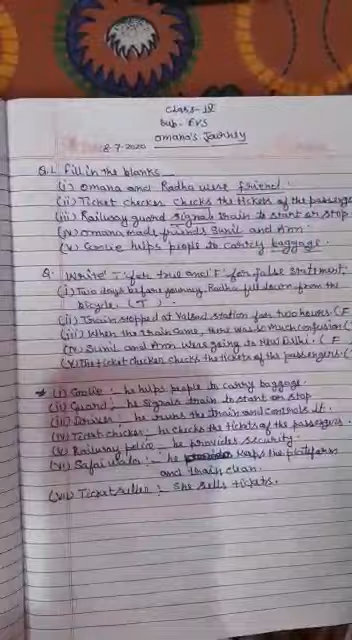 Class- IV
Sub. EVS
Omana's Journey
8-7-2020
Q.1. Fill in the blanks
(i) Omana and Radha were friend.
(ii) Ticket checker checks the tickets of the passenge
(iii) Railway guard signals train to start or stop
(iv) Omana made friends Sunil and Ann
(v) Coolie helps people to carry baggage.
Q. Write T for true and F for false statement.
(i) Two days before journey Radha fell down from the
bicycle. (T)
(ii) Train stopped at Valsad station for two hours. (F
(iii) When the train came, there was so much confusion (
(iv) Sunil and Ann were going to New Delhi. (F
(v) The ticket checker checks the tickets of the passengers. (
(i) Coolie :- he helps people to carry baggage.
(ii) Guard :- he signals train to start or stop
(iii) Driver :- he runs the train and controls it.
(iv) Ticket checker :- he checks the tickets of the passengers.
(v) Railway police - he provides security.
(vi) Safai wala :- he keeps the platform
and train clean.
(vii) Ticket seller :- She sells tickets.